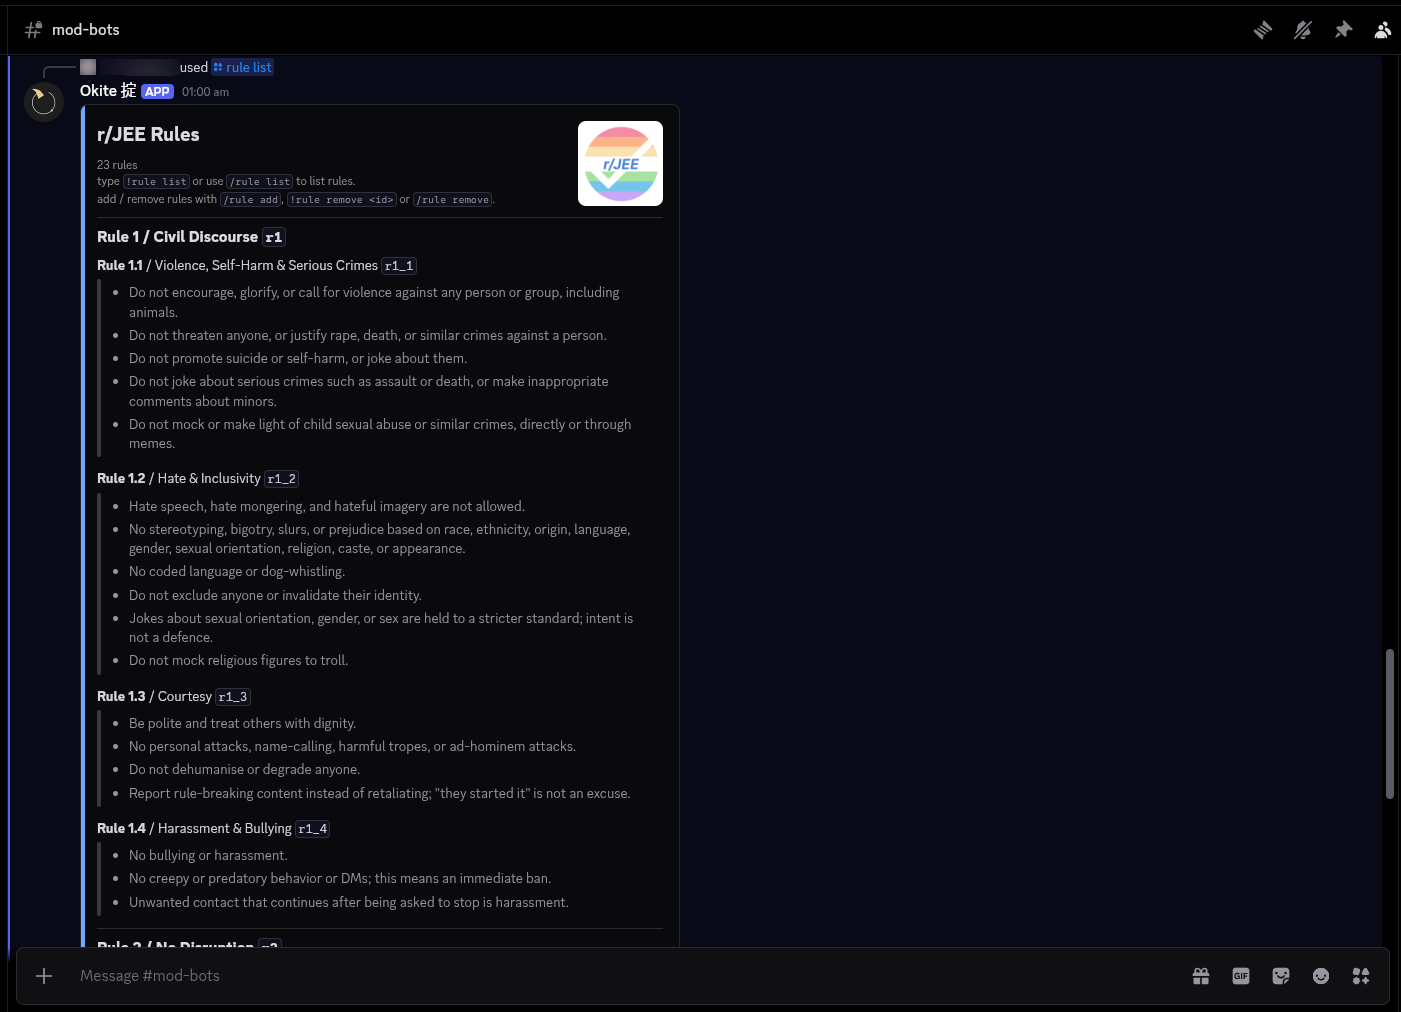 mod-bots
used rule list
Okite 掟 APP 01:00 am
r/JEE Rules
r/JEE
23 rules
type !rule list or use /rule list to list rules.
add / remove rules with /rule add, !rule remove <id> or /rule remove.
Rule 1 / Civil Discourse r1
Rule 1.1 / Violence, Self-Harm & Serious Crimes r1_1
• Do not encourage, glorify, or call for violence against any person or group, including
animals.
• Do not threaten anyone, or justify rape, death, or similar crimes against a person.
• Do not promote suicide or self-harm, or joke about them.
• Do not joke about serious crimes such as assault or death, or make inappropriate
comments about minors.
• Do not mock or make light of child sexual abuse or similar crimes, directly or through
memes.
Rule 1.2 / Hate & Inclusivity r1_2
• Hate speech, hate mongering, and hateful imagery are not allowed.
• No stereotyping, bigotry, slurs, or prejudice based on race, ethnicity, origin, language,
gender, sexual orientation, religion, caste, or appearance.
• No coded language or dog-whistling.
• Do not exclude anyone or invalidate their identity.
• Jokes about sexual orientation, gender, or sex are held to a stricter standard; intent is
not a defence.
• Do not mock religious figures to troll.
Rule 1.3 / Courtesy r1_3
• Be polite and treat others with dignity.
• No personal attacks, name-calling, harmful tropes, or ad-hominem attacks.
• Do not dehumanise or degrade anyone.
• Report rule-breaking content instead of retaliating; "they started it" is not an excuse.
Rule 1.4 / Harassment & Bullying r1_4
• No bullying or harassment.
• No creepy or predatory behavior or DMs; this means an immediate ban.
• Unwanted contact that continues after being asked to stop is harassment.
Rule 2 / No Disruption r2
Message #mod-bots
GIF